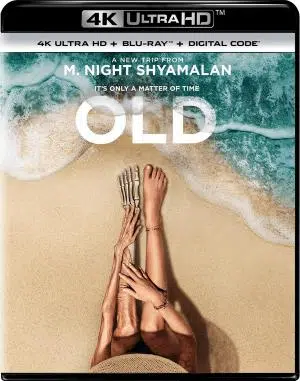 4K ULTRA HD™
4K ULTRA HD + BLU-RAY™ + DIGITAL CODE*
A NEW TRIP FROM
M. NIGHT SHYAMALAN
IT'S ONLY A MATTER OF TIME
OLD